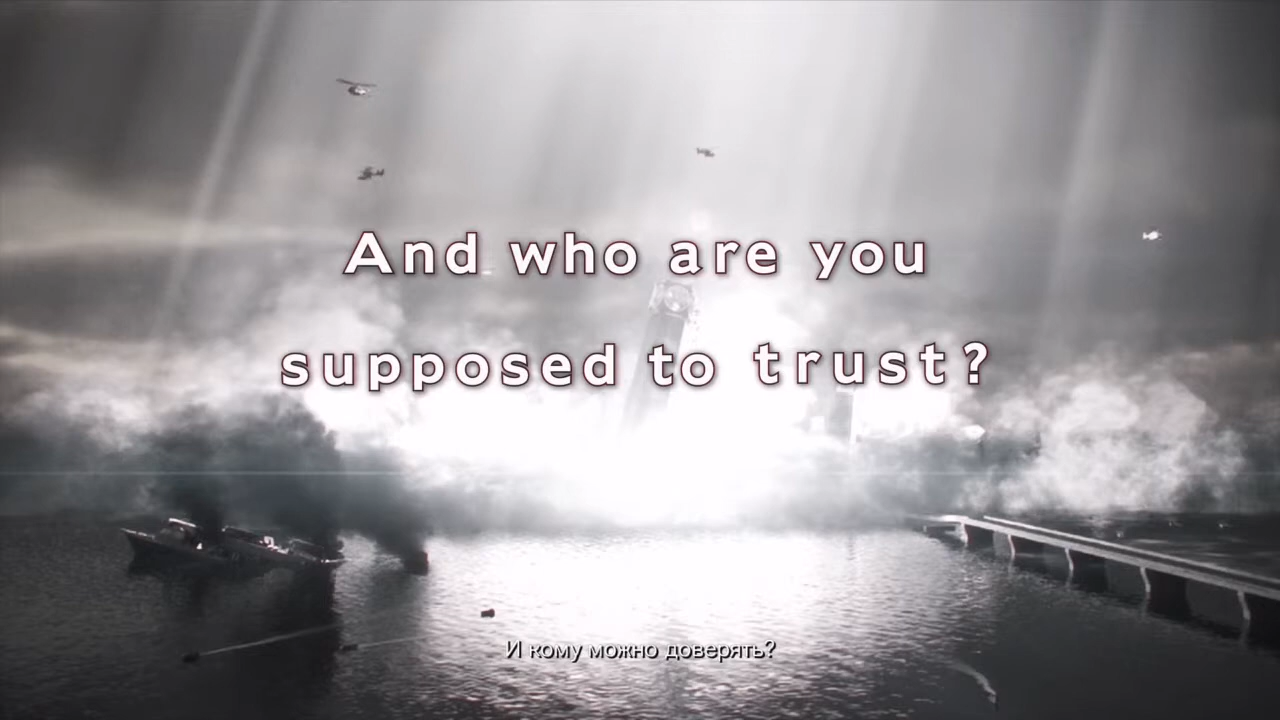 And who are you
supposed to trust?
И кому можно доверять?